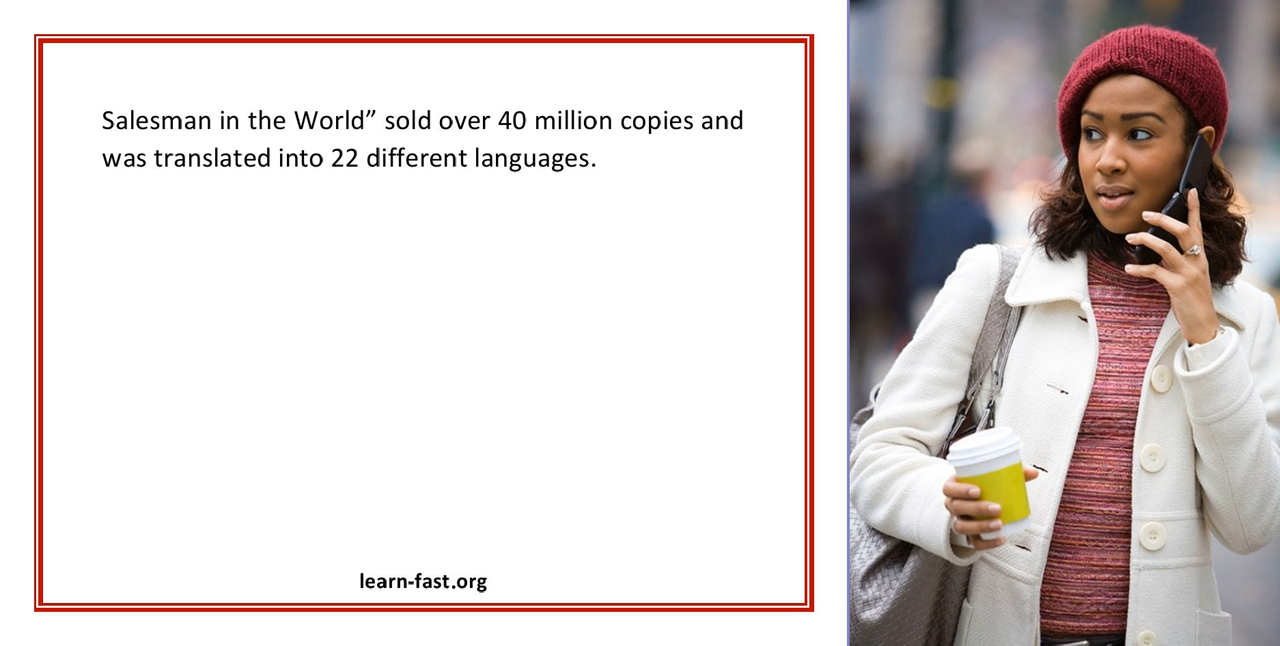 Salesman in the World” sold over 40 million copies and
was translated into 22 different languages.
learn-fast.org